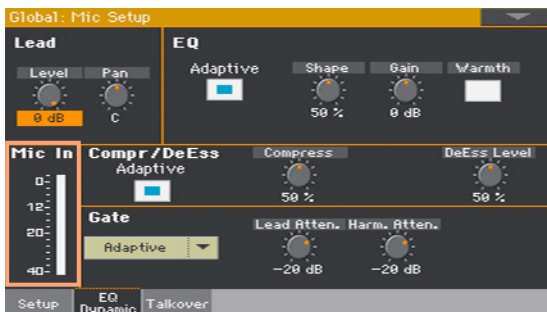 Global: Mic Setup
Lead
EQ
Level Pan
Adaptive Shape Gain Warmth
0 dB C
50 % 0 dB
Mic In
Compr/DeEss Compress DeEss Level
Adaptive
0
12
20
40
50 % 50 %
Gate
Lead Atten. Harm. Atten.
Adaptive
-20 dB -20 dB
Setup EQ Dynamic Talkover